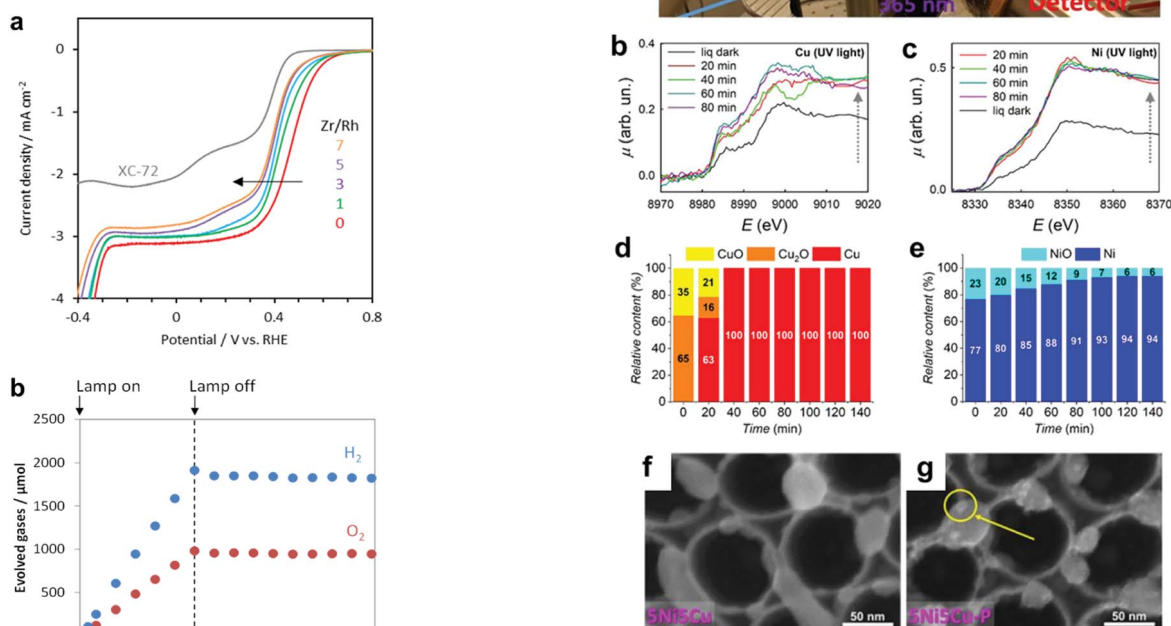 a
0
-1
-2
-3
-4
Current density / mA cm⁻²
XC-72
Zr/Rh
7
5
3
1
0
-0.4
0
0.4
0.8
Potential / V vs. RHE
b
Lamp on
Lamp off
2500
2000
1500
1000
500
Evolved gases / µmol
H₂
O₂
365 nm
Detector
b
0.4
0.2
0.0
μ (arb. un.)
liq dark
20 min
40 min
60 min
80 min
Cu (UV light)
8970
8980
8990
9000
9010
9020
E (eV)
c
0.5
0.0
μ (arb. un.)
20 min
40 min
60 min
80 min
liq dark
Ni (UV light)
8330
8340
8350
8360
8370
E (eV)
d
CuO
Cu₂O
Cu
100
80
60
40
20
0
Relative content (%)
35
65
21
16
63
100
100
100
100
100
100
0
20
40
60
80
100
120
140
Time (min)
e
NiO
Ni
100
80
60
40
20
0
Relative content (%)
23
20
15
12
9
7
6
6
77
80
85
88
91
93
94
94
0
20
40
60
80
100
120
140
Time (min)
f
5Ni5Cu
50 nm
g
5Ni5Cu-P
50 nm